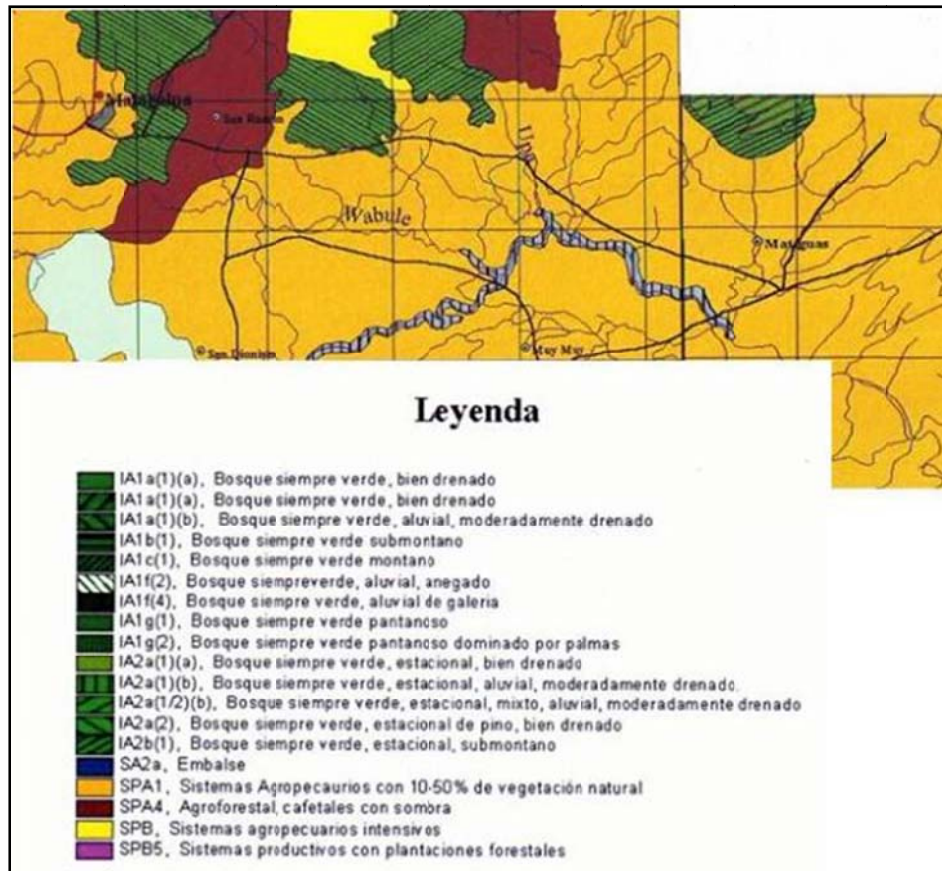 Matagalpa
San Ramon
Wabule
Matiguas
San Dionisio
Muy Muy
Leyenda
IA1a(1)(a), Bosque siempre verde, bien drenado
IA1a(1)(a), Bosque siempre verde, bien drenado
IA1a(1)(b), Bosque siempre verde, aluvial, moderadamente drenado
IA1b(1), Bosque siempre verde submontano
IA1c(1), Bosque siempre verde montano
IA1f(2), Bosque siempreverde, aluvial, anegado
IA1f(4), Bosque siempre verde, aluvial de galeria
IA1g(1), Bosque siempre verde pantanoso
IA1g(2), Bosque siempre verde pantanoso dominado por palmas
IA2a(1)(a), Bosque siempre verde, estacional, bien drenado
IA2a(1)(b), Bosque siempre verde, estacional, aluvial, moderadamente drenado.
IA2a(1/2)(b), Bosque siempre verde, estacional, mixto, aluvial, moderadamente drenado
IA2a(2), Bosque siempre verde, estacional de pino, bien drenado
IA2b(1), Bosque siempre verde, estacional, submontano
SA2a, Embalse
SPA1, Sistemas Agropecaurios con 10-50% de vegetación natural
SPA4, Agroforestal, cafetales con sombra
SPB, Sistemas agropecuarios intensivos
SPB5, Sistemas productivos con plantaciones forestales